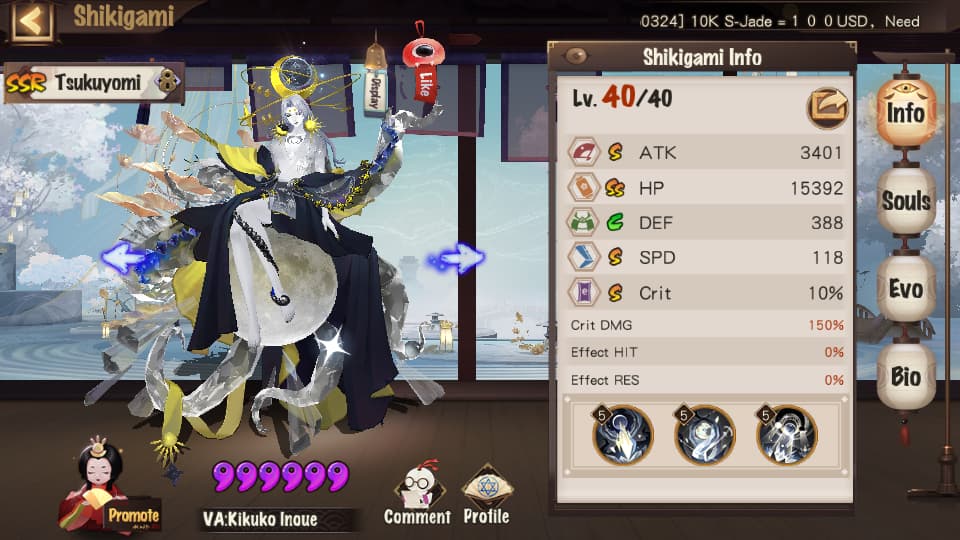 Shikigami
0324] 10K S-Jade = 1 0 0 USD, Need
SSR Tsukuyomi
Display
Like
Shikigami Info
Lv. 40/40
S ATK 3401
SS HP 15392
C DEF 388
S SPD 118
S Crit 10%
Crit DMG 150%
Effect HIT 0%
Effect RES 0%
5 5 5
Info
Souls
Evo
Bio
Promote
VA:Kikuko Inoue
Comment
Profile